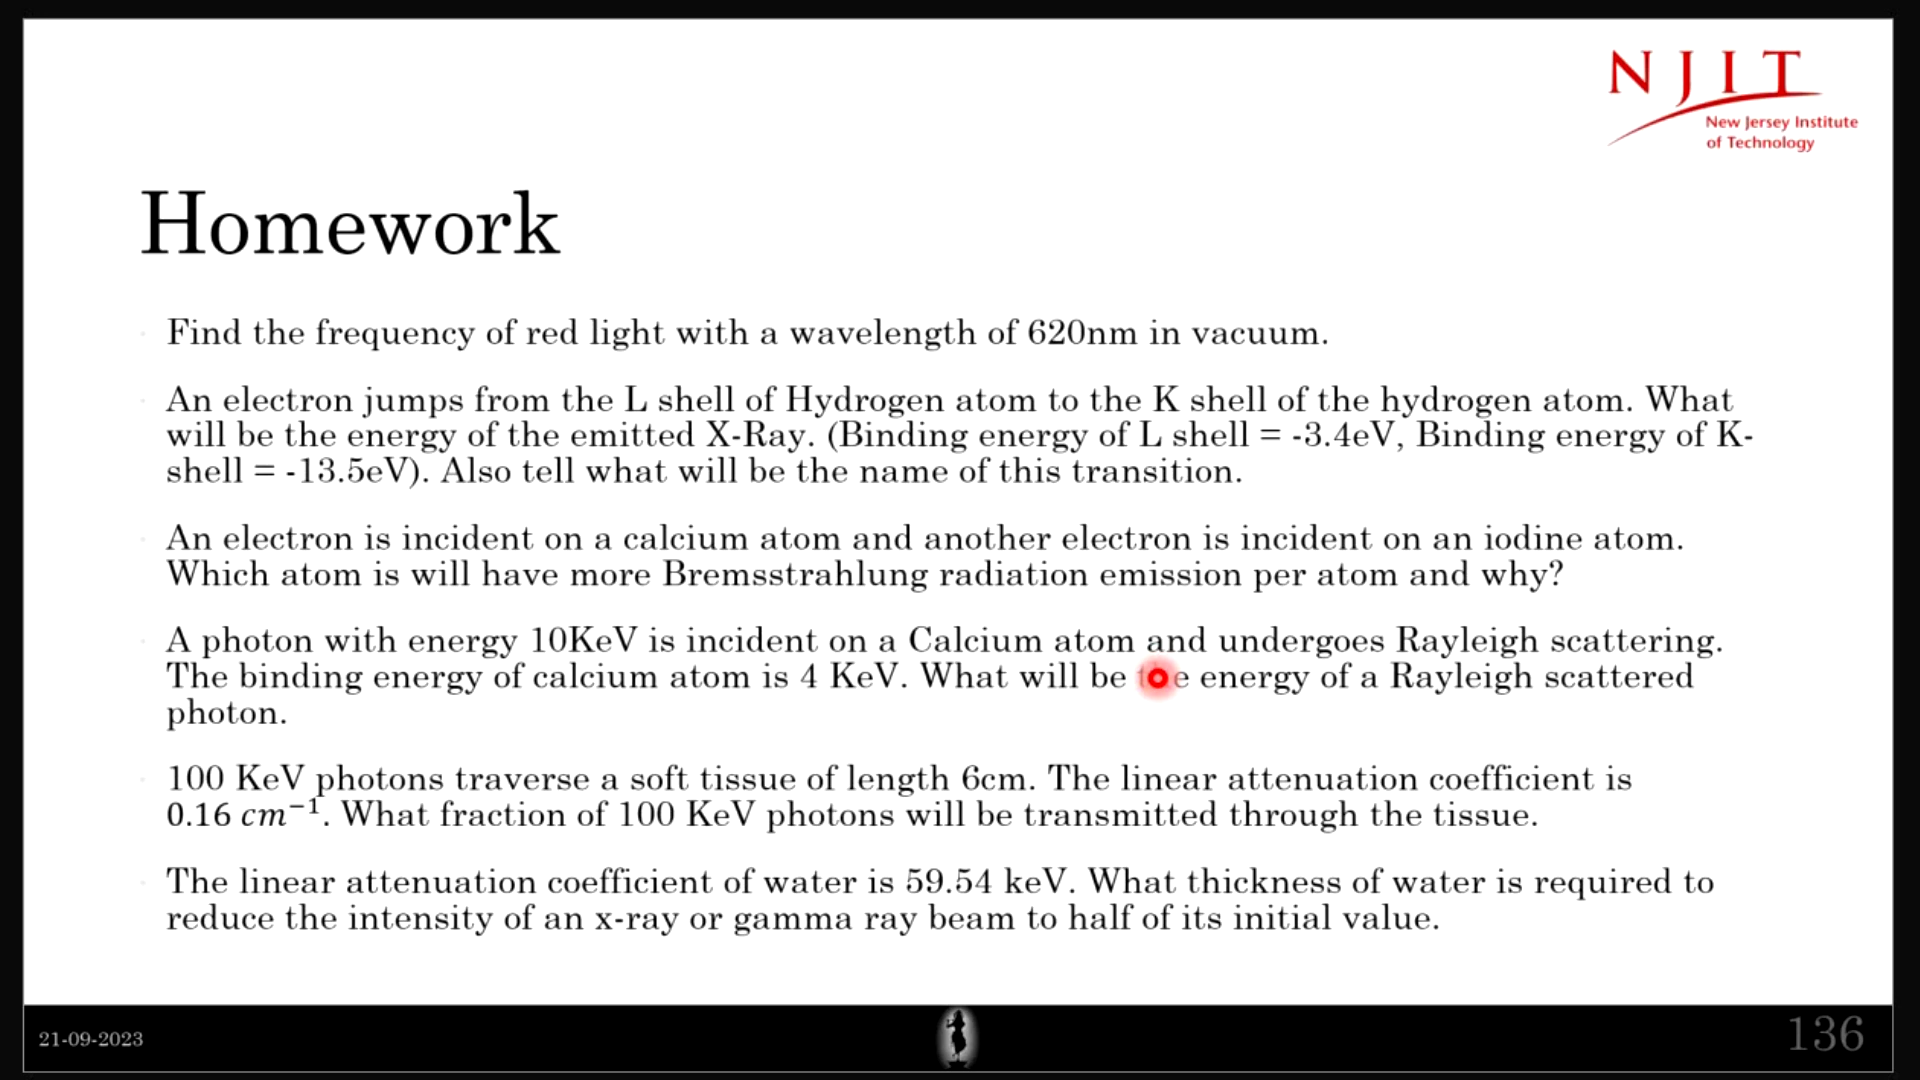 NJIT
New Jersey Institute
of Technology
Homework
Find the frequency of red light with a wavelength of 620nm in vacuum.
An electron jumps from the L shell of Hydrogen atom to the K shell of the hydrogen atom. What
will be the energy of the emitted X-Ray. (Binding energy of L shell = -3.4eV, Binding energy of K-
shell = -13.5eV). Also tell what will be the name of this transition.
An electron is incident on a calcium atom and another electron is incident on an iodine atom.
Which atom is will have more Bremsstrahlung radiation emission per atom and why?
A photon with energy 10KeV is incident on a Calcium atom and undergoes Rayleigh scattering.
The binding energy of calcium atom is 4 KeV. What will be the energy of a Rayleigh scattered
photon.
100 KeV photons traverse a soft tissue of length 6cm. The linear attenuation coefficient is
0.16 cm⁻¹. What fraction of 100 KeV photons will be transmitted through the tissue.
The linear attenuation coefficient of water is 59.54 keV. What thickness of water is required to
reduce the intensity of an x-ray or gamma ray beam to half of its initial value.
21-09-2023
136